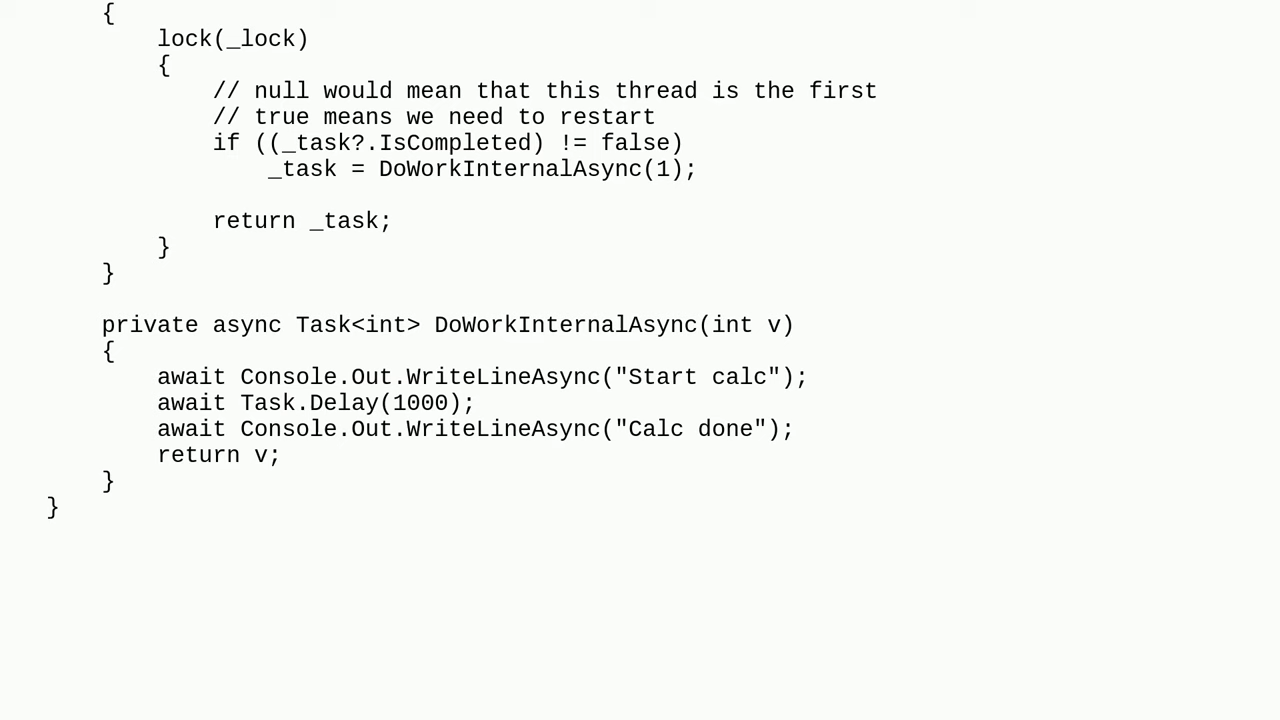 {
lock(_lock)
{
// null would mean that this thread is the first
// true means we need to restart
if ((_task?.IsCompleted) != false)
_task = DoWorkInternalAsync(1);
return _task;
}
}
private async Task<int> DoWorkInternalAsync(int v)
{
await Console.Out.WriteLineAsync("Start calc");
await Task.Delay(1000);
await Console.Out.WriteLineAsync("Calc done");
return v;
}
}